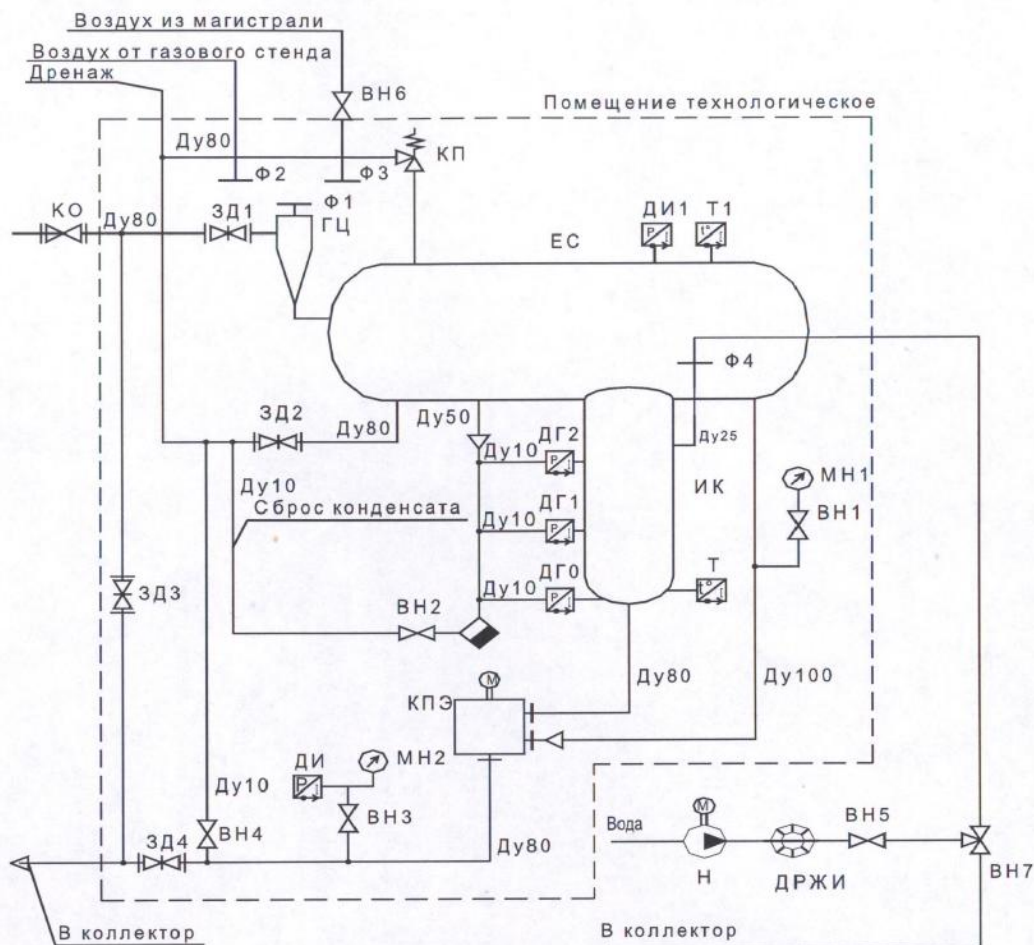 Воздух из магистрали
Воздух от газового стенда
Дренаж
ВН6
Помещение технологическое
Ду80
КП
Ф2
Ф3
КО
Ду80
ЗД1
Ф1
ГЦ
ДИ1
Т1
ЕС
P
t°
Ф4
ЗД2
Ду80
Ду50
ДГ2
Ду25
Ду10
P
Ду10
ИК
МН1
Сброс конденсата
ДГ1
ВН1
Ду10
P
ДГ0
Т
ЗД3
ВН2
Ду10
P
t°
КПЭ
М
Ду80
Ду100
ДИ
МН2
P
Ду10
ВН4
ВН3
Вода
М
ВН5
ЗД4
Ду80
Н
ДРЖИ
ВН7
В коллектор
В коллектор